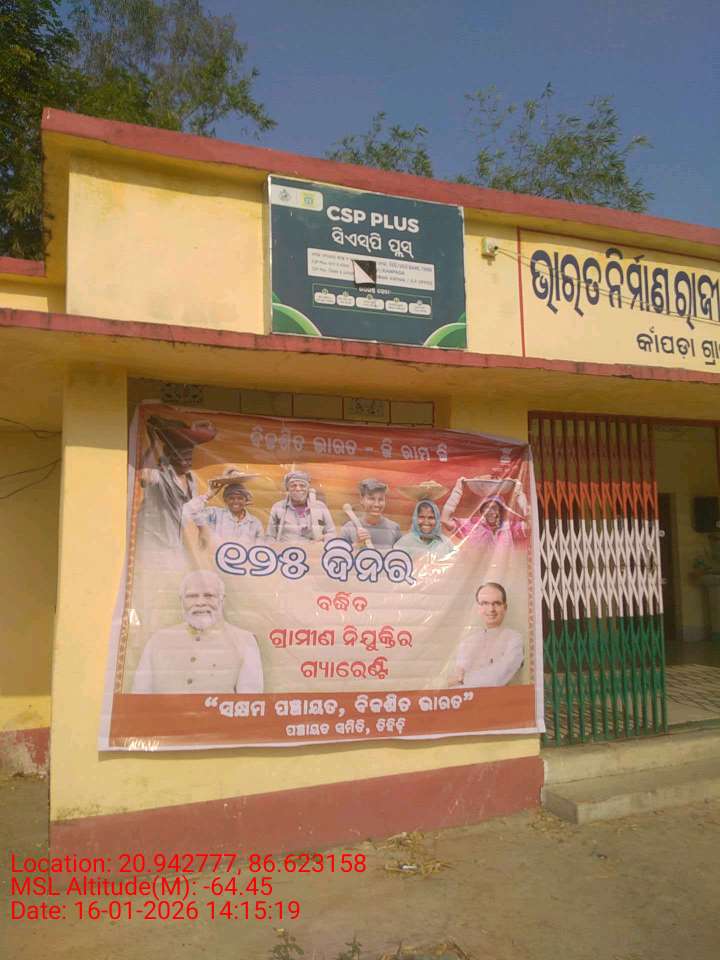 CSP PLUS
ସିଏସ୍‌ପି ପ୍ଲସ୍
ଭାରତ ନିର୍ମାଣ ରାଜୀ
କାଁପଡ଼ା ଗ୍ରା
ବିକଶିତ ଭାରତ - ଜି ରାମ ଜି
୧୨୫ ଦିନର
ବର୍ଦ୍ଧିତ
ଗ୍ରାମୀଣ ନିଯୁକ୍ତିର
ଗ୍ୟାରେଣ୍ଟି
“ସକ୍ଷମ ପଞ୍ଚାୟତ, ବିକଶିତ ଭାରତ”
ପଞ୍ଚାୟତ ସମିତି, ତିହିଡ଼ି
Location: 20.942777, 86.623158
MSL Altitude(M): -64.45
Date: 16-01-2026 14:15:19